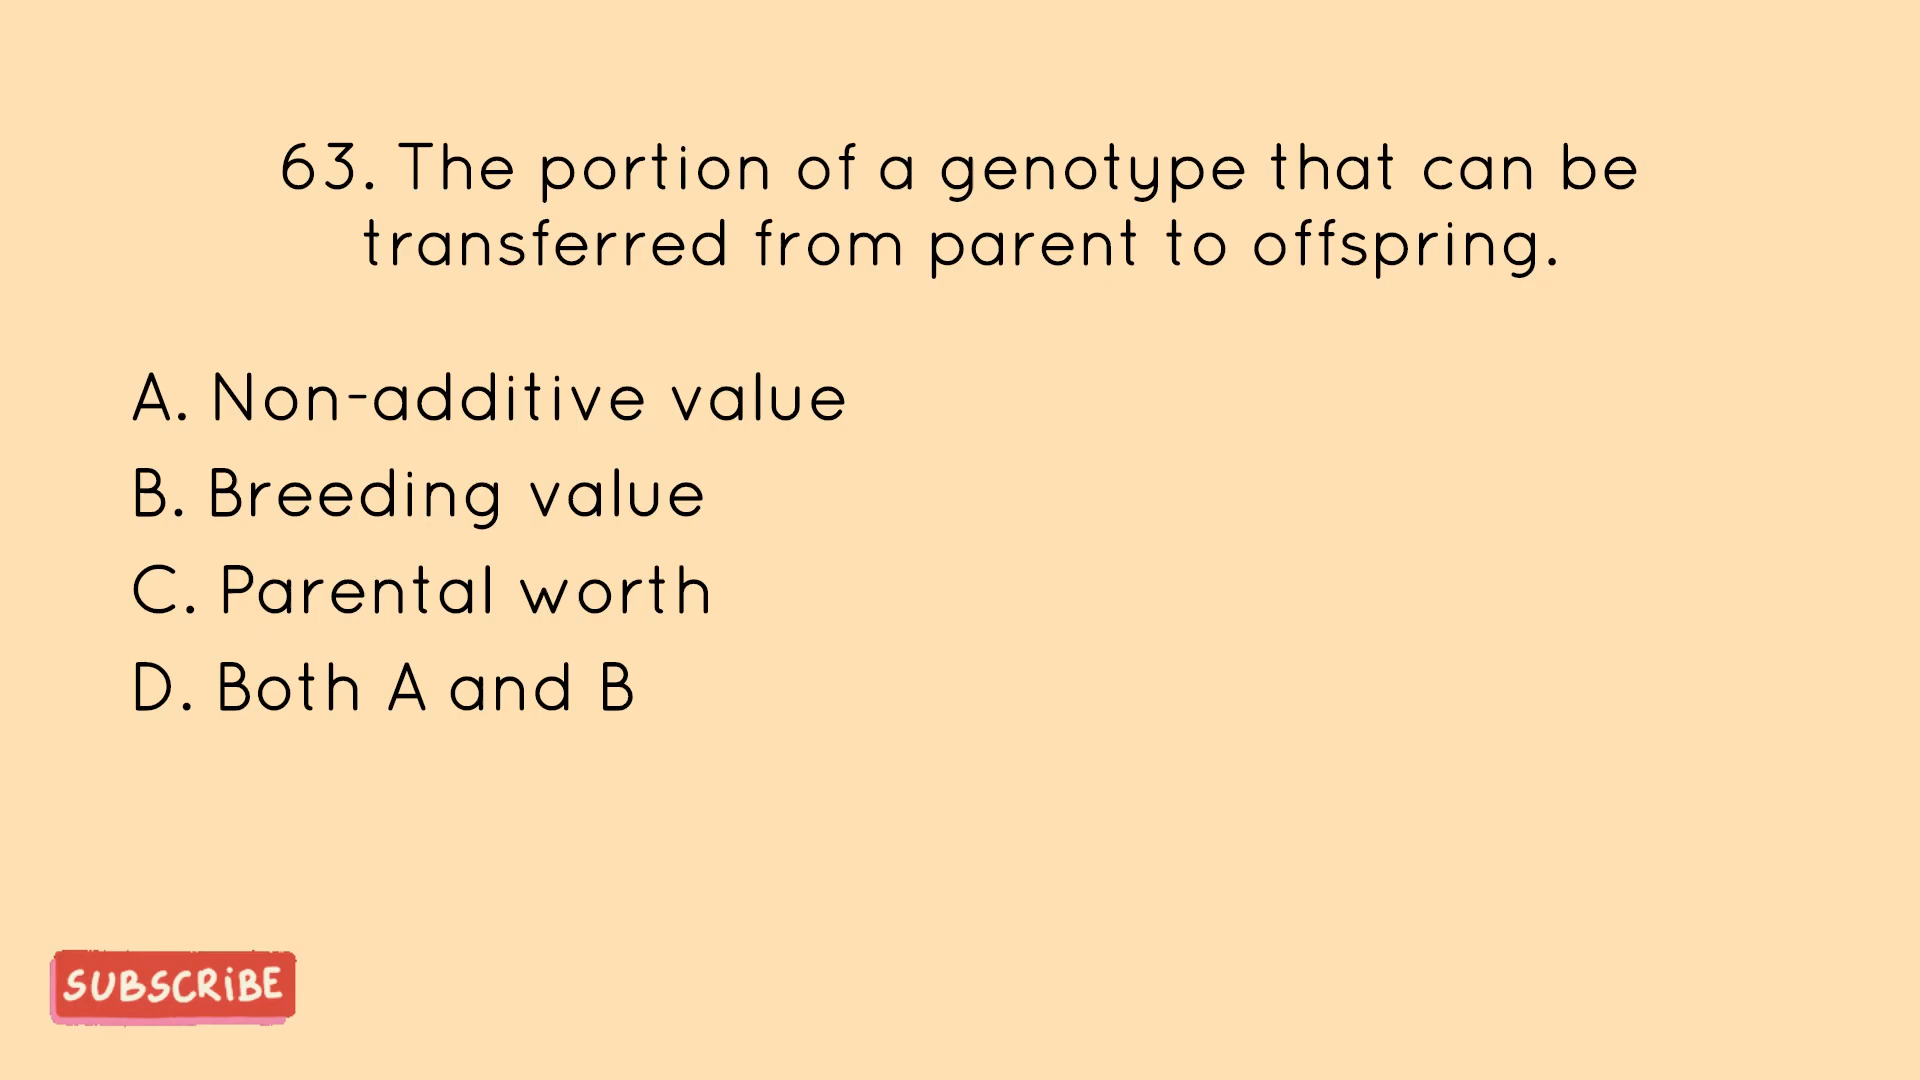 63. The portion of a genotype that can be
transferred from parent to offspring.
A. Non-additive value
B. Breeding value
C. Parental worth
D. Both A and B
SUBSCRiBE